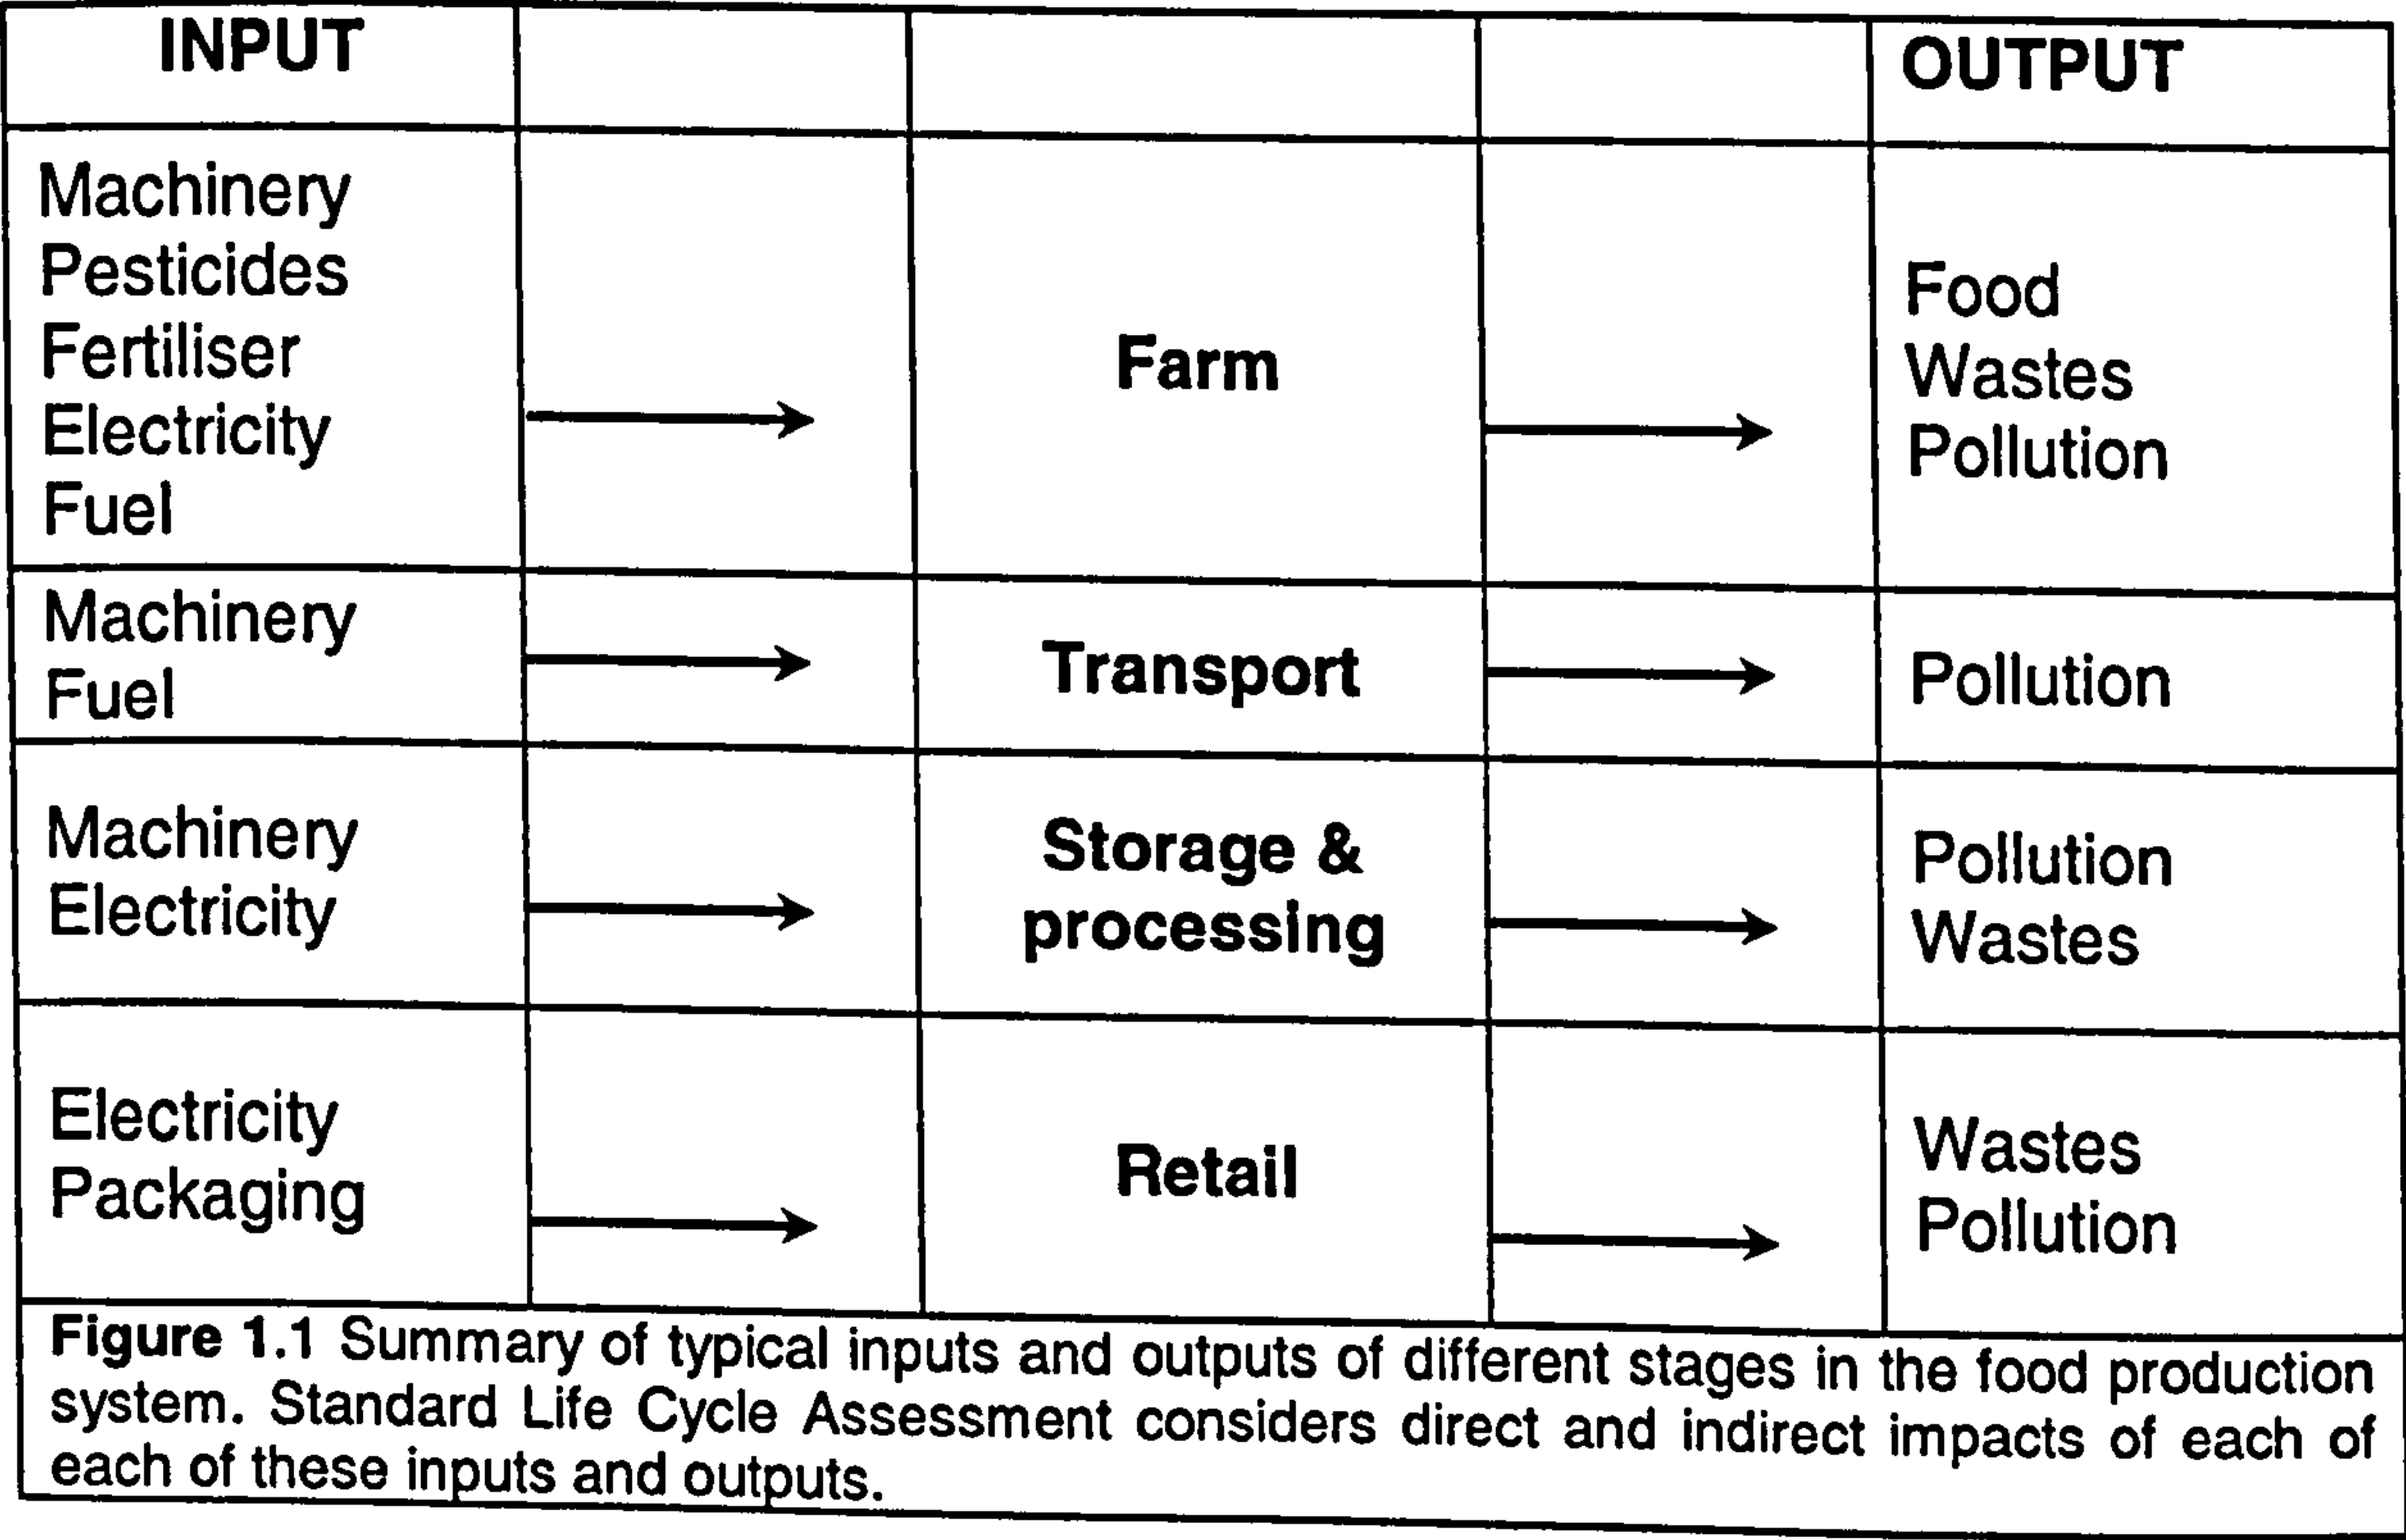 INPUT
OUTPUT
Machinery
Pesticides
Fertiliser
Electricity
Fuel
Farm
Food
Wastes
Pollution
Machinery
Fuel
Transport
Pollution
Machinery
Electricity
Storage &
processing
Pollution
Wastes
Electricity
Packaging
Retail
Wastes
Pollution
Figure 1.1 Summary of typical inputs and outputs of different stages in the food production
system. Standard Life Cycle Assessment considers direct and indirect impacts of each of
each of these inputs and outputs.